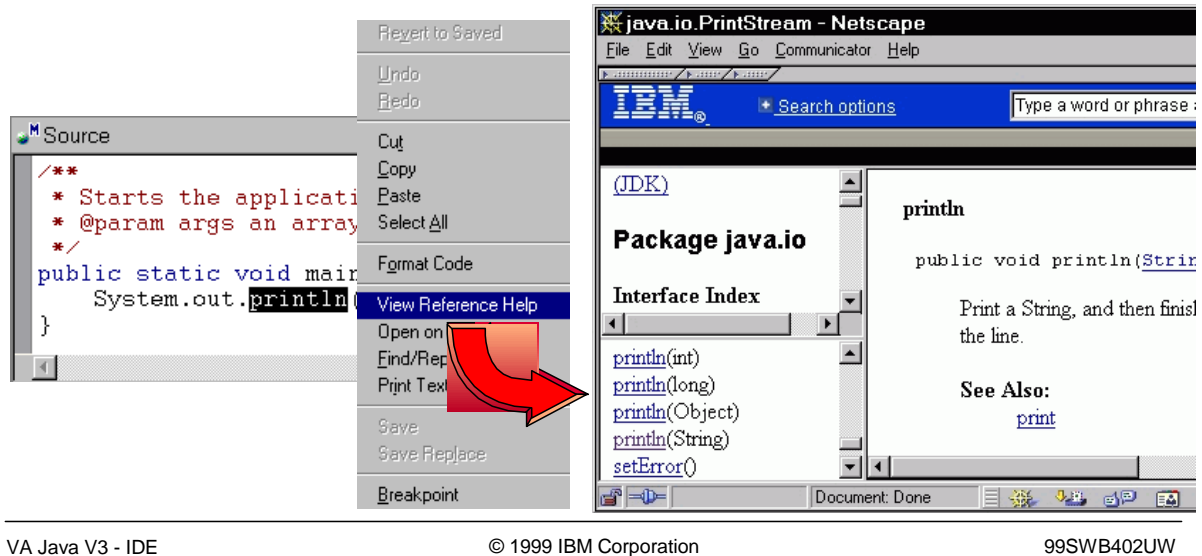 Source
/**
* Starts the applicati
* @param args an array
*/
public static void main
System.out.println(
}
Revert to Saved
Undo
Redo
Cut
Copy
Paste
Select All
Format Code
View Reference Help
Open on
Find/Rep
Print Text
Save
Save Replace
Breakpoint
java.io.PrintStream - Netscape
File Edit View Go Communicator Help
IBM®
Search options
Type a word or phrase
(JDK)
Package java.io
Interface Index
println(int)
println(long)
println(Object)
println(String)
setError()
println
public void println(Strin
Print a String, and then finish
the line.
See Also:
print
Document: Done
VA Java V3 - IDE
© 1999 IBM Corporation
99SWB402UW